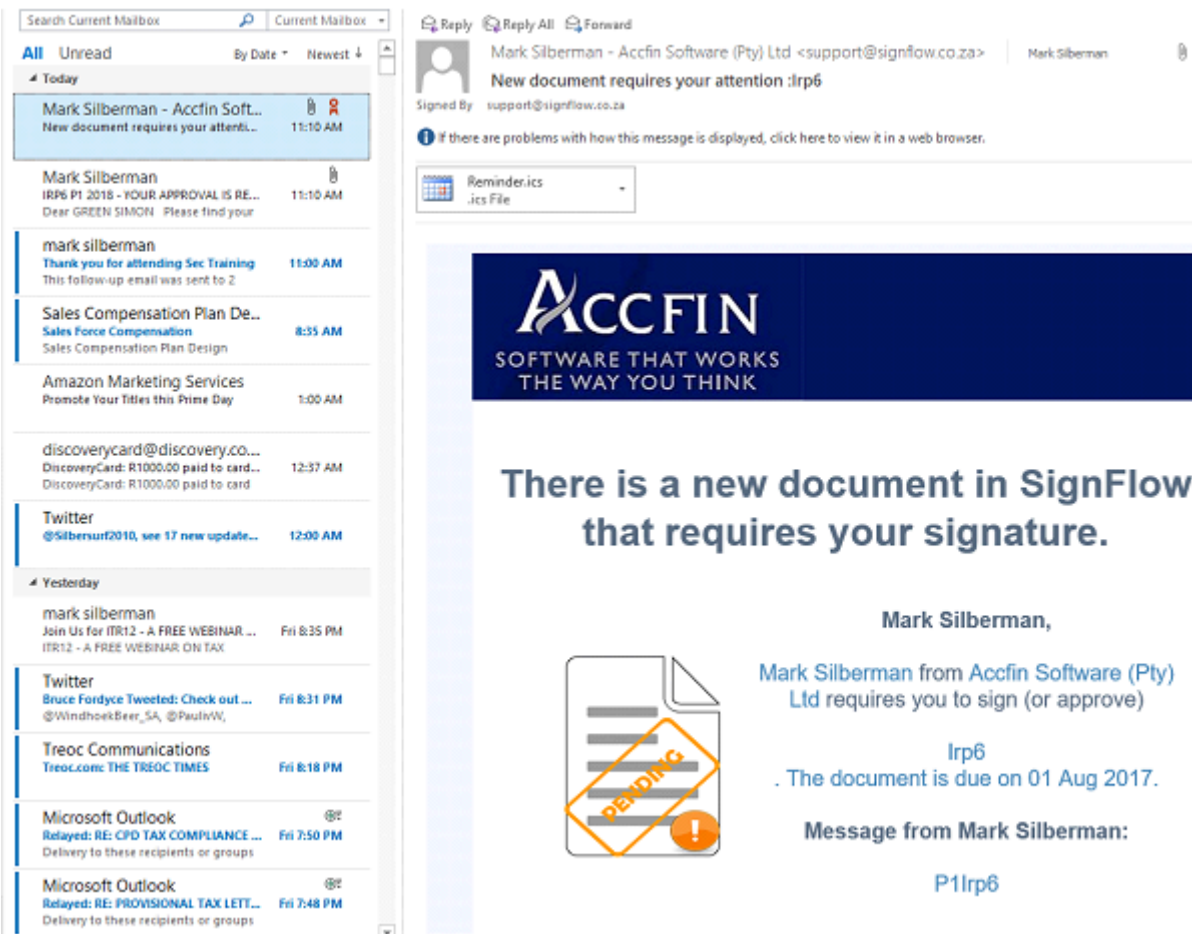 Search Current Mailbox
Current Mailbox
All Unread
By Date Newest
Today
Mark Silberman - Accfin Soft...
New document requires your attenti...
11:10 AM
Mark Silberman
IRP6 P1 2018 - YOUR APPROVAL IS RE...
11:10 AM
Dear GREEN SIMON Please find your
mark silberman
Thank you for attending Sec Training
11:00 AM
This follow-up email was sent to 2
Sales Compensation Plan De...
Sales Force Compensation
8:35 AM
Sales Compensation Plan Design
Amazon Marketing Services
Promote Your Titles this Prime Day
1:00 AM
discoverycard@discovery.co....
DiscoveryCard: R1000.00 paid to card...
12:37 AM
DiscoveryCard: R1000.00 paid to card
Twitter
@Silbersurf2010, see 17 new update...
12:00 AM
Yesterday
mark silberman
Join Us for ITR12 - A FREE WEBINAR ...
Fri 8:35 PM
ITR12 - A FREE WEBINAR ON TAX
Twitter
Bruce Fordyce Tweeted: Check out ...
Fri 8:31 PM
@WindhoekBeer_SA, @PaulivW,
Treoc Communications
Treoc.com: THE TREOC TIMES
Fri 8:18 PM
Microsoft Outlook
Relayed: RE: CPD TAX COMPLIANCE ...
Fri 7:50 PM
Delivery to these recipients or groups
Microsoft Outlook
Relayed: RE: PROVISIONAL TAX LETT...
Fri 7:48 PM
Delivery to these recipients or groups
Reply Reply All Forward
Mark Silberman - Accfin Software (Pty) Ltd <support@signflow.co.za>
Mark Silberman
New document requires your attention :Irp6
Signed By support@signflow.co.za
If there are problems with how this message is displayed, click here to view it in a web browser.
Reminder.ics
.ics File
ACCFIN
SOFTWARE THAT WORKS
THE WAY YOU THINK
There is a new document in SignFlow
that requires your signature.
Mark Silberman,
Mark Silberman from Accfin Software (Pty)
Ltd requires you to sign (or approve)
Irp6
. The document is due on 01 Aug 2017.
PENDING
Message from Mark Silberman:
P1Irp6